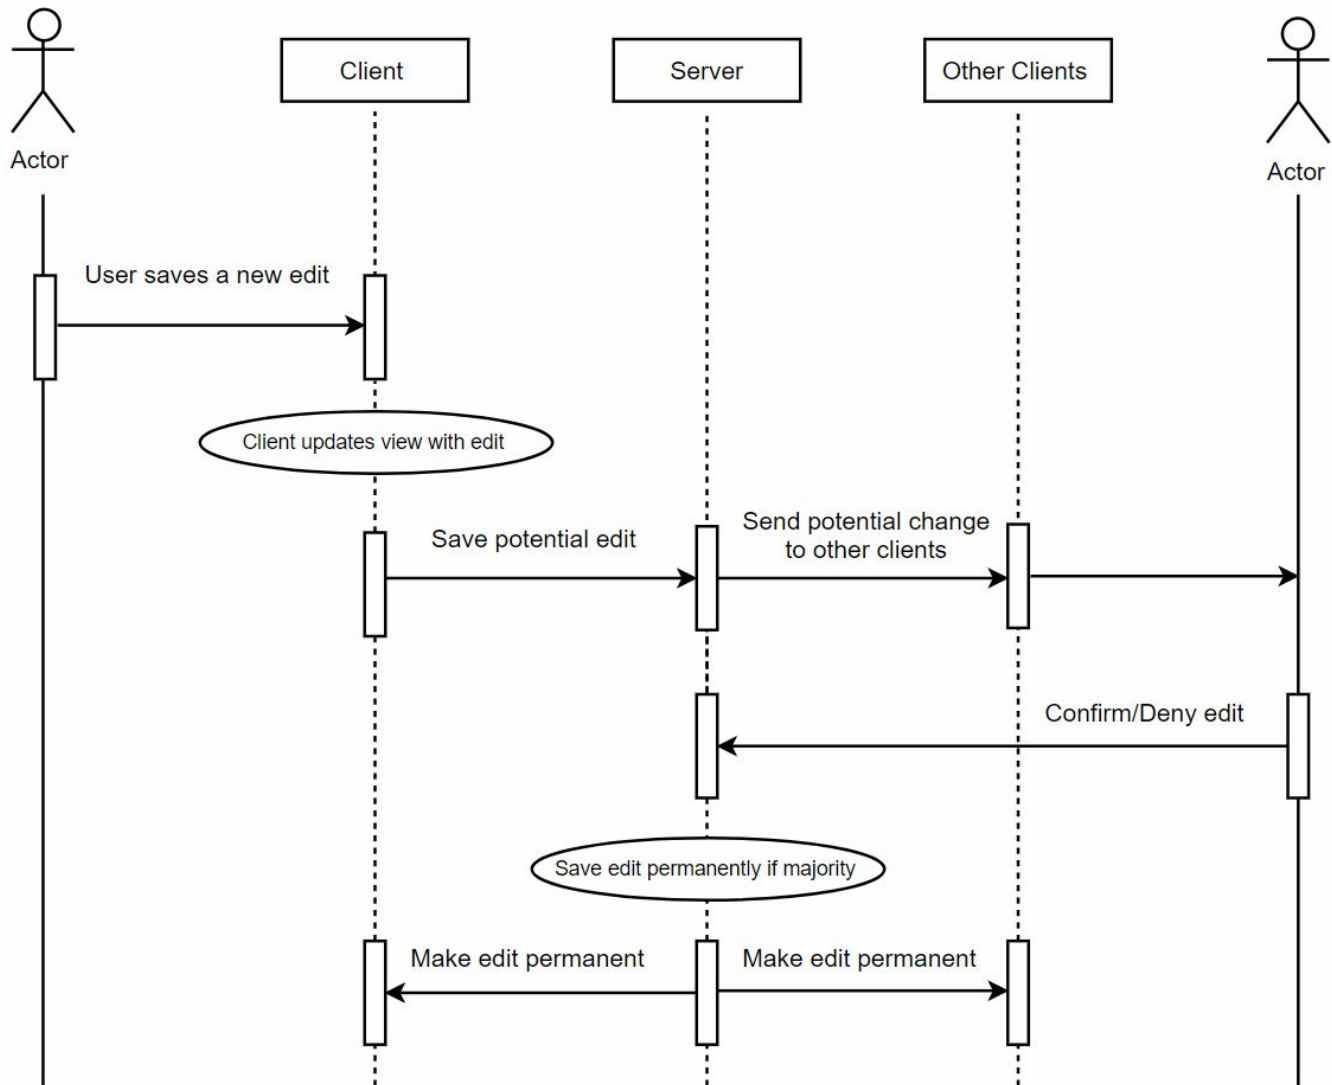 Client
Server
Other Clients
Actor
Actor
User saves a new edit
Client updates view with edit
Save potential edit
Send potential change
to other clients
Confirm/Deny edit
Save edit permanently if majority
Make edit permanent
Make edit permanent